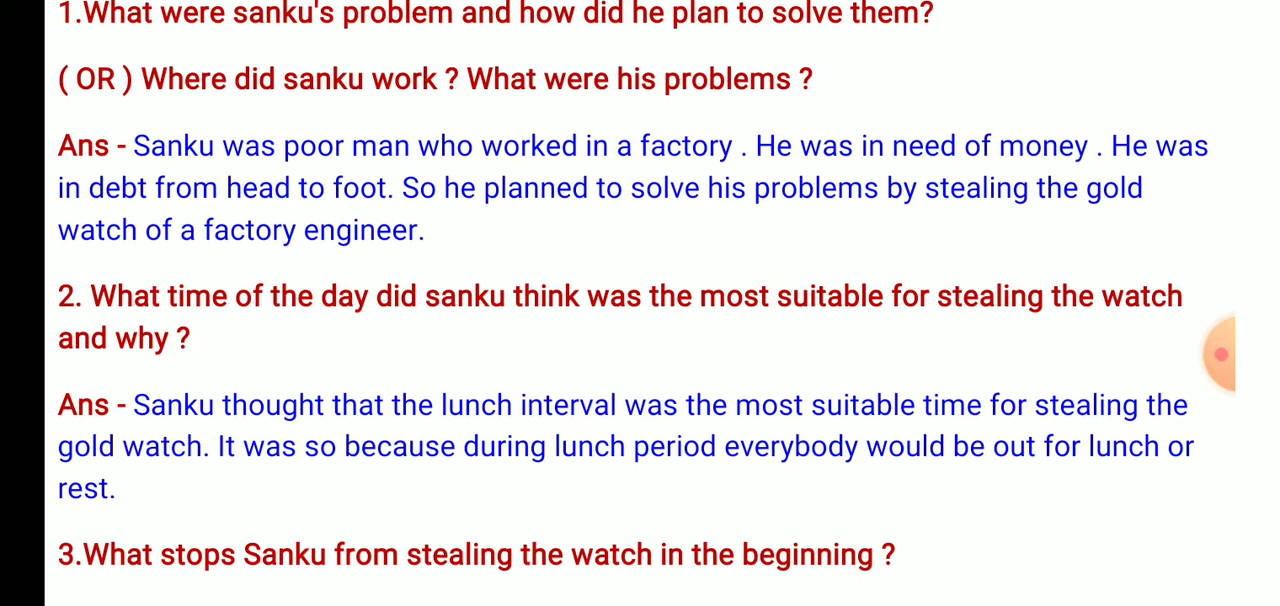 1.What were sanku's problem and how did he plan to solve them?
( OR ) Where did sanku work ? What were his problems ?
Ans - Sanku was poor man who worked in a factory . He was in need of money . He was
in debt from head to foot. So he planned to solve his problems by stealing the gold
watch of a factory engineer.
2. What time of the day did sanku think was the most suitable for stealing the watch
and why ?
Ans - Sanku thought that the lunch interval was the most suitable time for stealing the
gold watch. It was so because during lunch period everybody would be out for lunch or
rest.
3.What stops Sanku from stealing the watch in the beginning ?